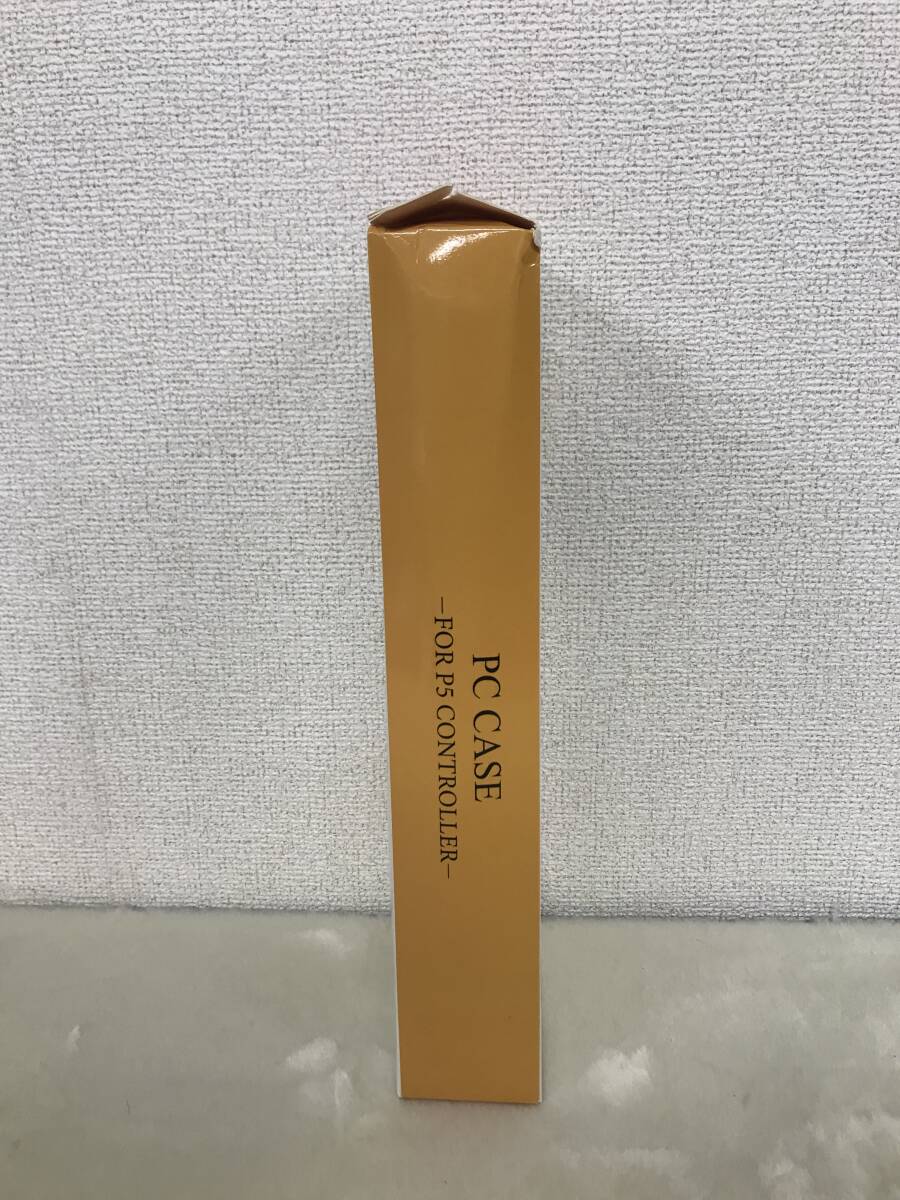 PC CASE
—FOR P5 CONTROLLER—